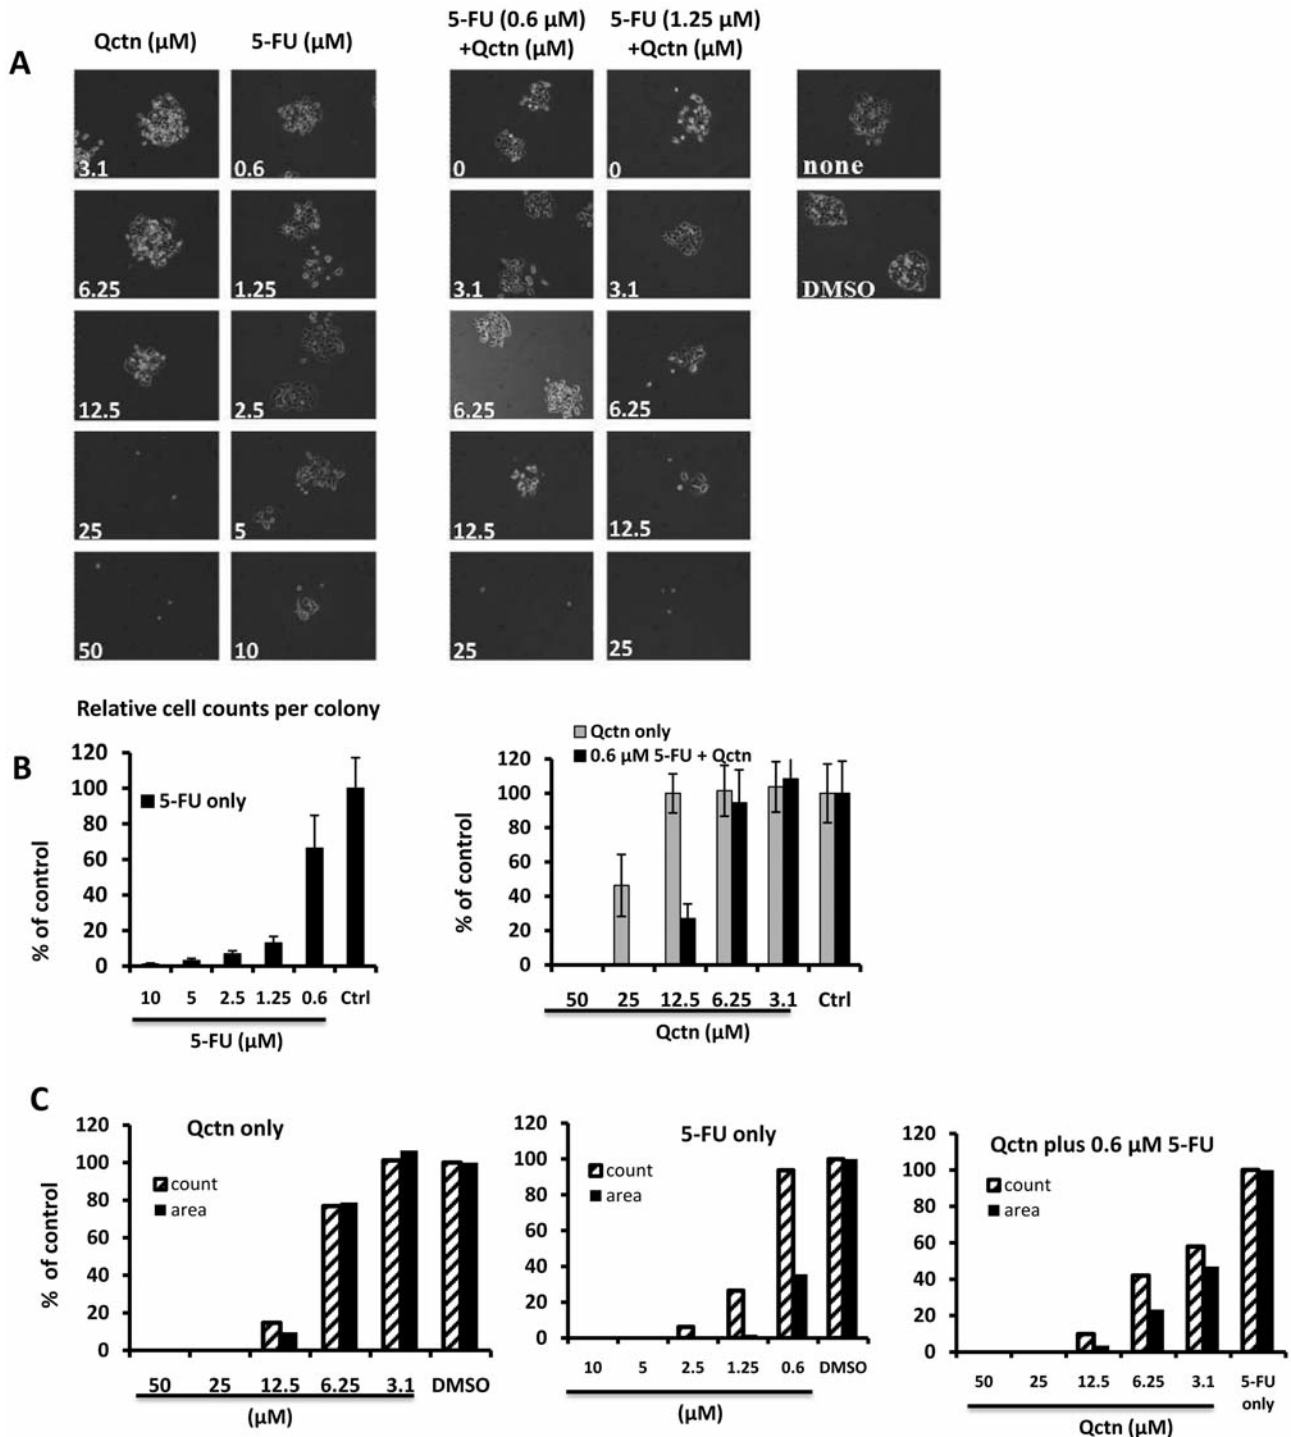 A
Qctn (µM)
5-FU (µM)
5-FU (0.6 µM)
+Qctn (µM)
5-FU (1.25 µM)
+Qctn (µM)
3.1
0.6
0
0
none
6.25
1.25
3.1
3.1
DMSO
12.5
2.5
6.25
6.25
25
5
12.5
12.5
50
10
25
25
B
Relative cell counts per colony
% of control
120
100
80
60
40
20
0
5-FU only
10 5 2.5 1.25 0.6 Ctrl
5-FU (µM)
Qctn only
0.6 µM 5-FU + Qctn
% of control
120
100
80
60
40
20
0
50 25 12.5 6.25 3.1 Ctrl
Qctn (µM)
C
Qctn only
% of control
120
100
80
60
40
20
0
count
area
50 25 12.5 6.25 3.1 DMSO
(µM)
5-FU only
120
100
80
60
40
20
0
count
area
10 5 2.5 1.25 0.6 DMSO
(µM)
Qctn plus 0.6 µM 5-FU
120
100
80
60
40
20
0
count
area
50 25 12.5 6.25 3.1 5-FU
only
Qctn (µM)